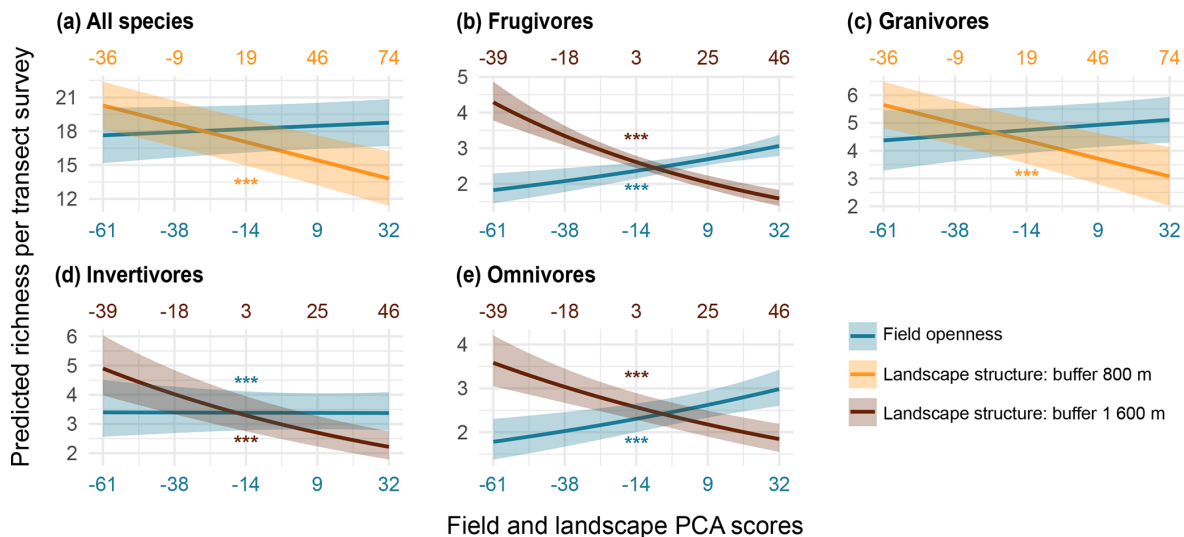 (a) All species
(b) Frugivores
(c) Granivores
-36 -9 19 46 74
-39 -18 3 25 46
-36 -9 19 46 74
Predicted richness per transect survey
21
18
15
12
***
-61 -38 -14 9 32
5
4
3
2
***
***
-61 -38 -14 9 32
6
5
4
3
2
***
-61 -38 -14 9 32
(d) Invertivores
(e) Omnivores
-39 -18 3 25 46
-39 -18 3 25 46
6
5
4
3
2
***
***
-61 -38 -14 9 32
4
3
2
***
***
-61 -38 -14 9 32
Field openness
Landscape structure: buffer 800 m
Landscape structure: buffer 1 600 m
Field and landscape PCA scores